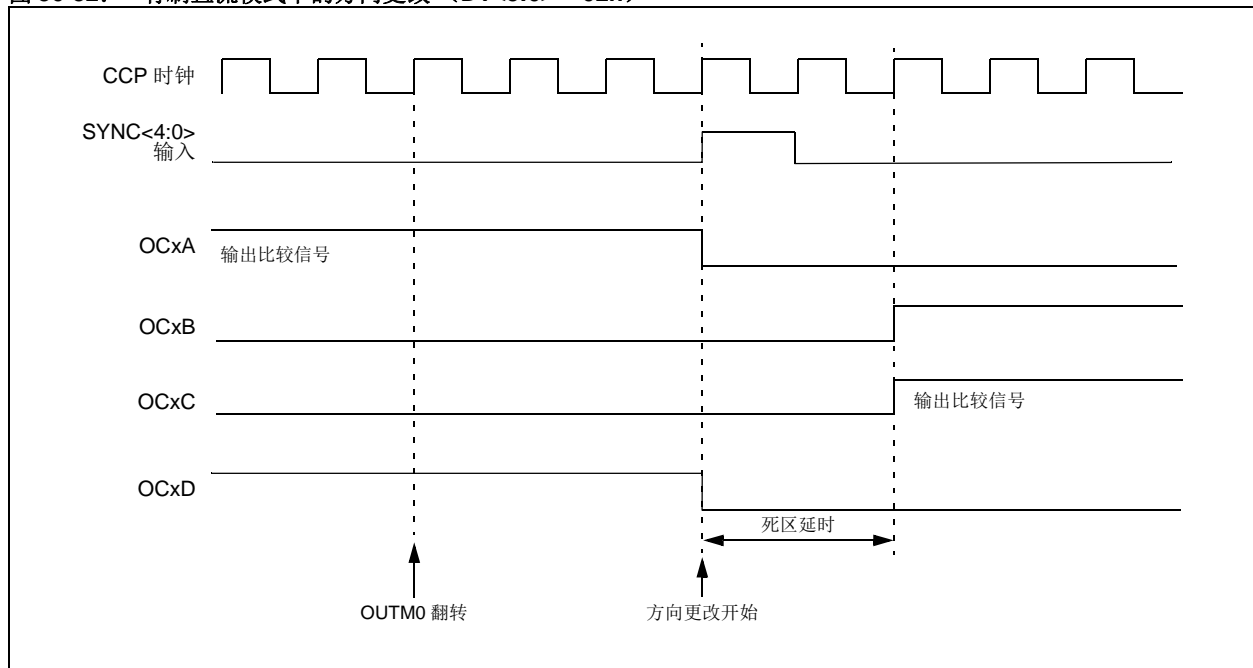 CCP 时钟
SYNC<4:0>
输入
OCxA
输出比较信号
OCxB
OCxC
输出比较信号
OCxD
死区延时
OUTM0 翻转
方向更改开始